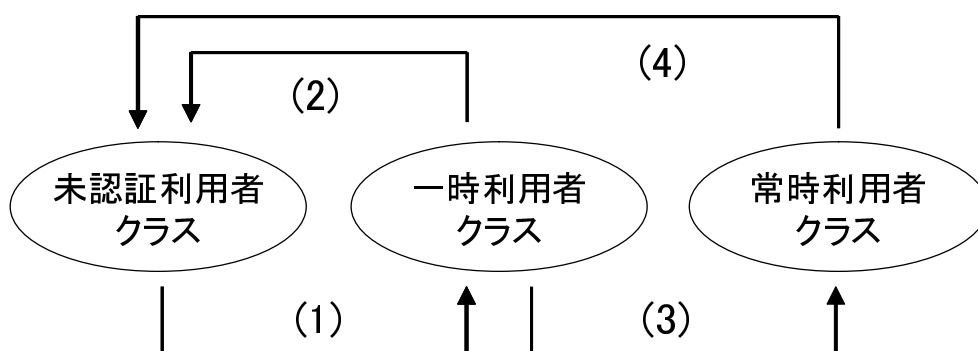 (4)
(2)
未認証利用者
クラス
一時利用者
クラス
常時利用者
クラス
(1)
(3)